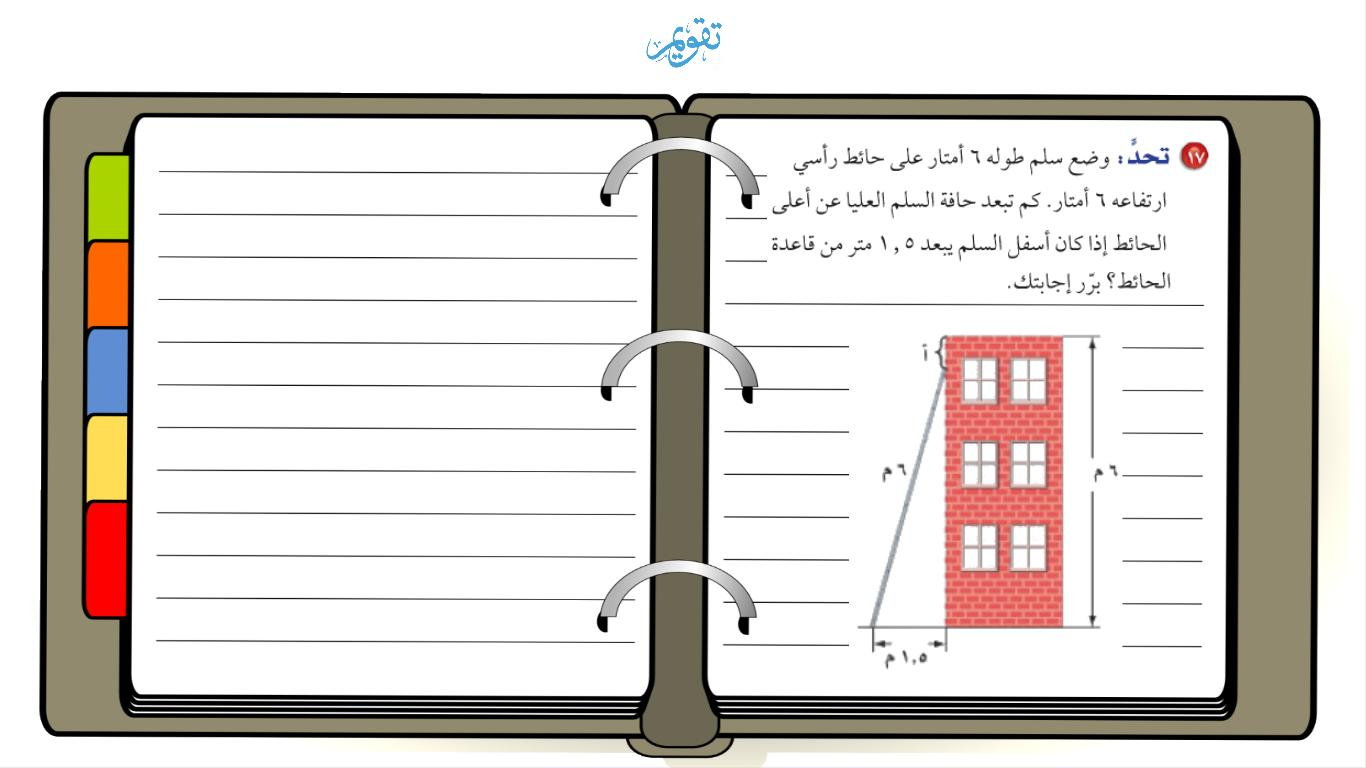 تقويم
١٧ تحدٍّ: وضع سلم طوله ٦ أمتار على حائط رأسي
ارتفاعه ٦ أمتار. كم تبعد حافة السلم العليا عن أعلى
الحائط إذا كان أسفل السلم يبعد ١,٥ متر من قاعدة
الحائط؟ برّر إجابتك.
أ
٦ م
٦ م
١,٥ م